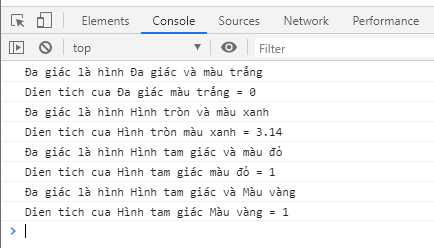 Elements Console Sources Network Performance
top Filter
Đa giác là hình Đa giác và màu trắng
Dien tich cua Đa giác màu trắng = 0
Đa giác là hình Hình tròn và màu xanh
Dien tich cua Hình tròn màu xanh = 3.14
Đa giác là hình Hình tam giác và màu đỏ
Dien tich cua Hình tam giác màu đỏ = 1
Đa giác là hình Hình tam giác và Màu vàng
Dien tich cua Hình tam giác Màu vàng = 1